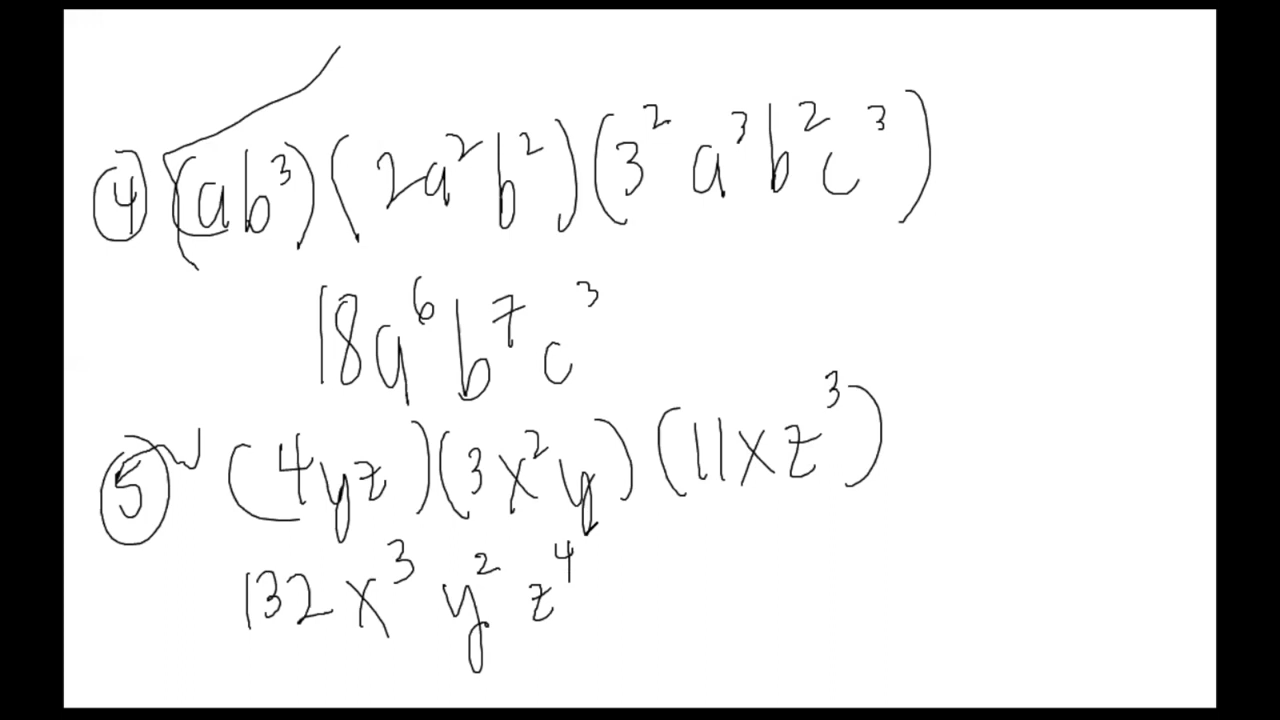 ④ (ab³)(2a²b²)(3²a³b²c³)
18a⁶b⁷c³
⑤ (4yz)(3x²y)(11xz³)
132x³y²z⁴